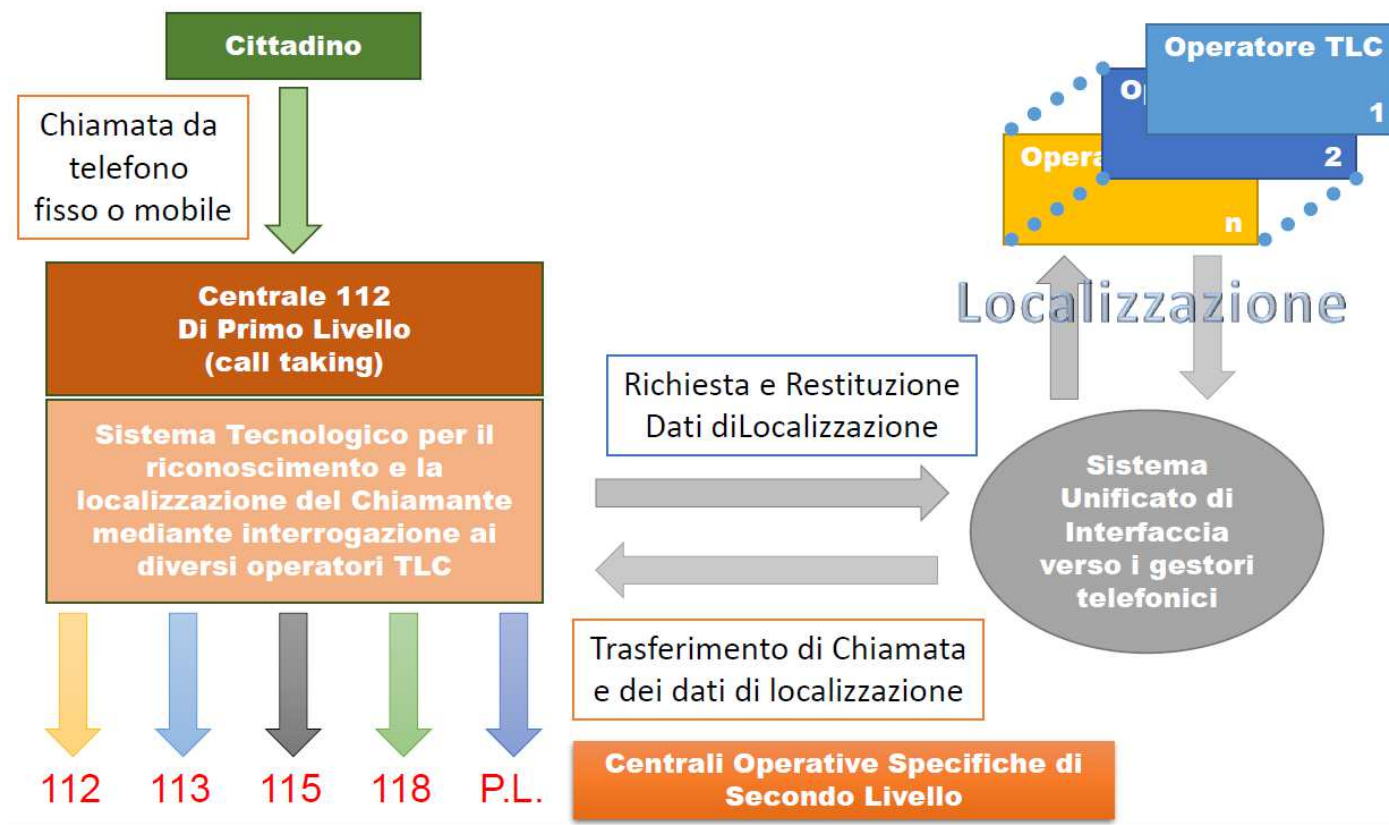 Cittadino
Chiamata da
telefono
fisso o mobile
Centrale 112
Di Primo Livello
(call taking)
Sistema Tecnologico per il
riconoscimento e la
localizzazione del Chiamante
mediante interrogazione ai
diversi operatori TLC
112 113 115 118 P.L.
Richiesta e Restituzione
Dati diLocalizzazione
Trasferimento di Chiamata
e dei dati di localizzazione
Centrali Operative Specifiche di
Secondo Livello
Operatore TLC
1
2
n
Localizzazione
Sistema
Unificato di
Interfaccia
verso i gestori
telefonici